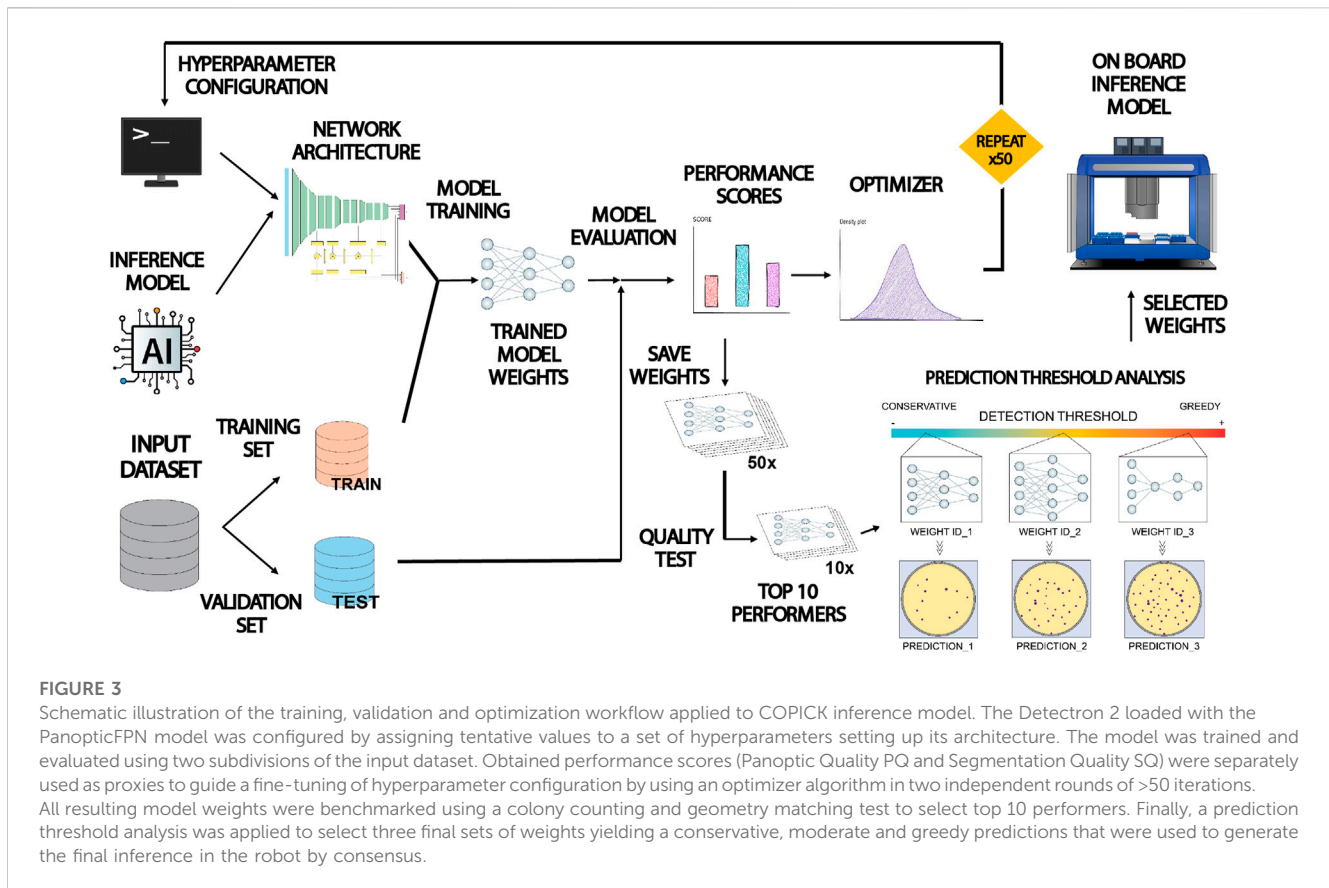 HYPERPARAMETER
CONFIGURATION
>_
NETWORK
ARCHITECTURE
INFERENCE
MODEL
AI
MODEL
TRAINING
TRAINED
MODEL
WEIGHTS
MODEL
EVALUATION
PERFORMANCE
SCORES
SCORE
OPTIMIZER
Density plot
REPEAT
x50
ON BOARD
INFERENCE
MODEL
INPUT
DATASET
TRAINING
SET
TRAIN
VALIDATION
SET
TEST
SAVE
WEIGHTS
50x
QUALITY
TEST
10x
TOP 10
PERFORMERS
SELECTED
WEIGHTS
PREDICTION THRESHOLD ANALYSIS
CONSERVATIVE
GREEDY
- DETECTION THRESHOLD +
WEIGHT ID_1
WEIGHT ID_2
WEIGHT ID_3
PREDICTION_1
PREDICTION_2
PREDICTION_3
FIGURE 3
Schematic illustration of the training, validation and optimization workflow applied to COPICK inference model. The Detectron 2 loaded with the
PanopticFPN model was configured by assigning tentative values to a set of hyperparameters setting up its architecture. The model was trained and
evaluated using two subdivisions of the input dataset. Obtained performance scores (Panoptic Quality PQ and Segmentation Quality SQ) were separately
used as proxies to guide a fine-tuning of hyperparameter configuration by using an optimizer algorithm in two independent rounds of >50 iterations.
All resulting model weights were benchmarked using a colony counting and geometry matching test to select top 10 performers. Finally, a prediction
threshold analysis was applied to select three final sets of weights yielding a conservative, moderate and greedy predictions that were used to generate
the final inference in the robot by consensus.